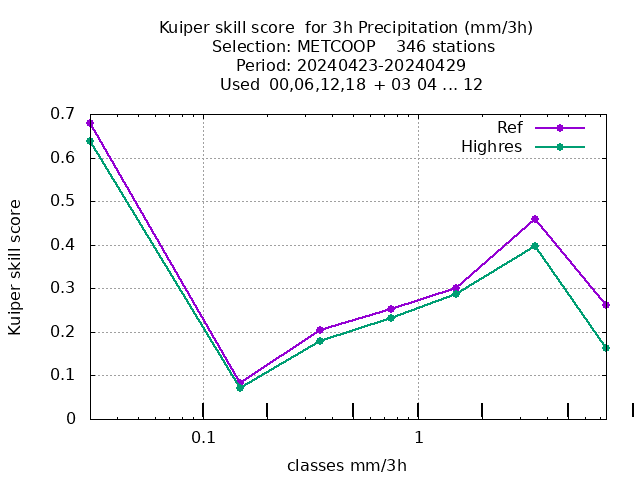 Kuiper skill score  for 3h Precipitation (mm/3h)
Selection: METCOOP    346 stations
Period: 20240423-20240429
Used  00,06,12,18  + 03 04 ... 12
Ref
Highres
Kuiper skill score
0.7
0.6
0.5
0.4
0.3
0.2
0.1
0
0.1 1
classes mm/3h